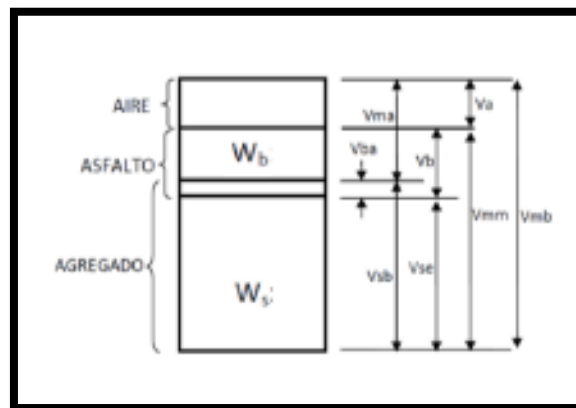 AIRE
Va
Vma
ASFALTO
Wb
Vba
Vb
Vmm
Vmb
AGREGADO
Vsb
Vse
Ws